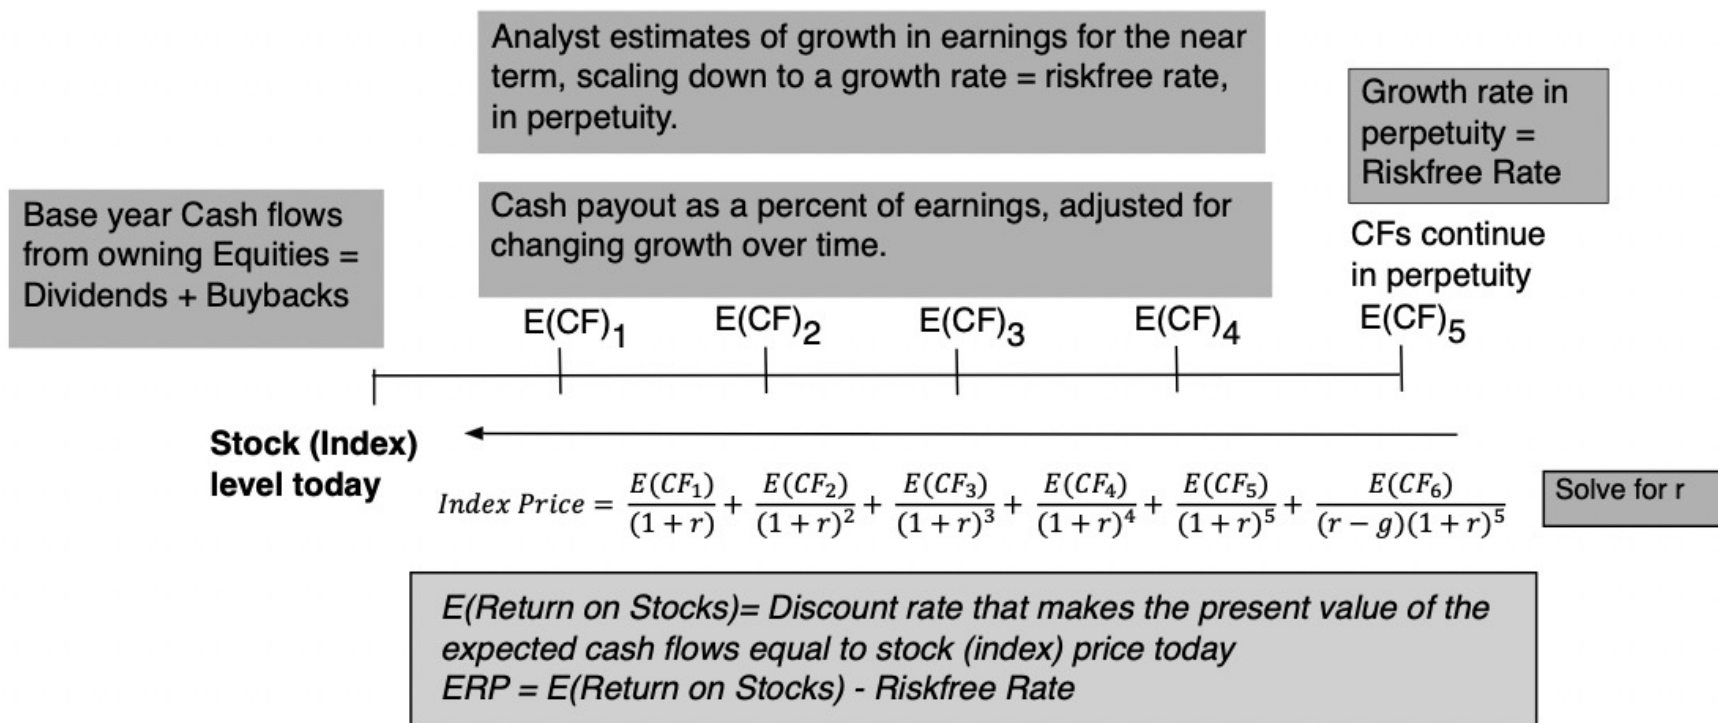 Analyst estimates of growth in earnings for the near
term, scaling down to a growth rate = riskfree rate,
in perpetuity.
Growth rate in
perpetuity =
Riskfree Rate
Base year Cash flows
from owning Equities =
Dividends + Buybacks
Cash payout as a percent of earnings, adjusted for
changing growth over time.
CFs continue
in perpetuity
E(CF)₁ E(CF)₂ E(CF)₃ E(CF)₄ E(CF)₅
Stock (Index)
level today
Index Price = E(CF₁)/(1 + r) + E(CF₂)/(1 + r)² + E(CF₃)/(1 + r)³ + E(CF₄)/(1 + r)⁴ + E(CF₅)/(1 + r)⁵ + E(CF₆)/(r − g)(1 + r)⁵
Solve for r
E(Return on Stocks)= Discount rate that makes the present value of the
expected cash flows equal to stock (index) price today
ERP = E(Return on Stocks) - Riskfree Rate